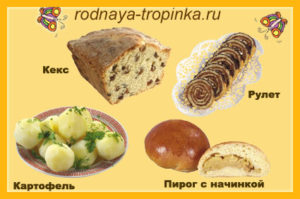 rodnaya-tropinka.ru
Кекс
Рулет
Картофель
Пирог с начинкой